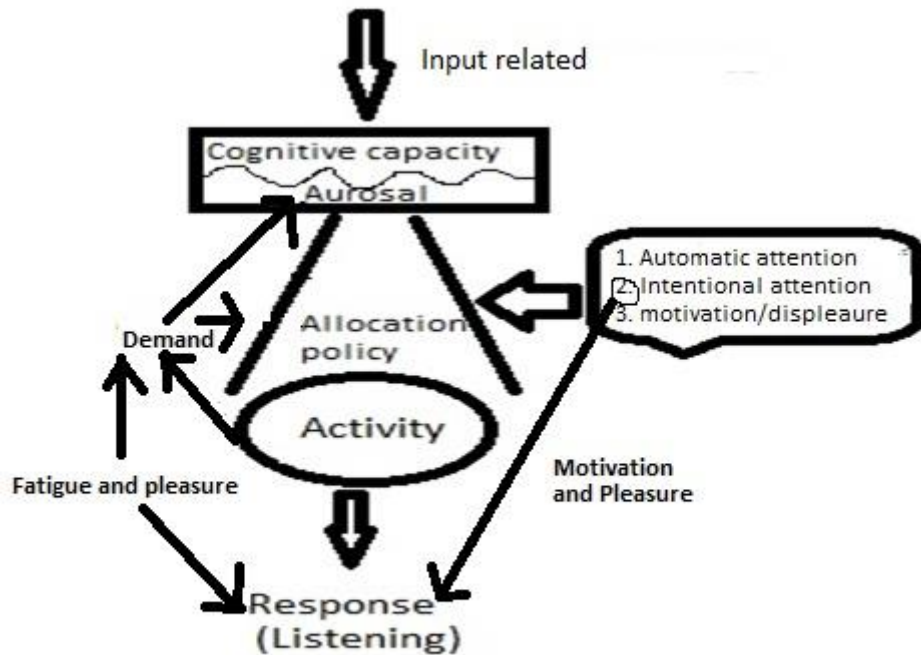 Input related
Cognitive capacity
Aurosal
1. Automatic attention
2. Intentional attention
3. motivation/displeaure
Allocation
policy
Demand
Activity
Fatigue and pleasure
Motivation
and Pleasure
Response
(Listening)